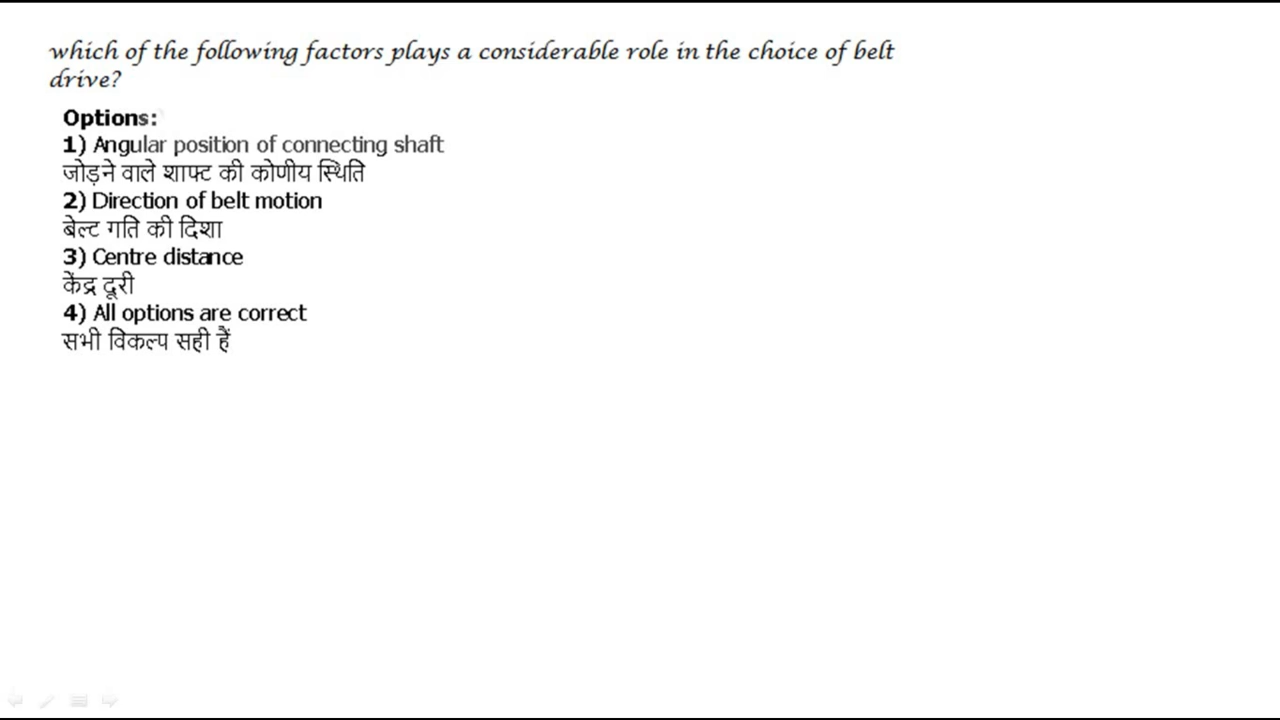 which of the following factors plays a considerable role in the choice of belt
drive?
Options:
1) Angular position of connecting shaft
जोड़ने वाले शाफ्ट की कोणीय स्थिति
2) Direction of belt motion
बेल्ट गति की दिशा
3) Centre distance
केंद्र दूरी
4) All options are correct
सभी विकल्प सही हैं